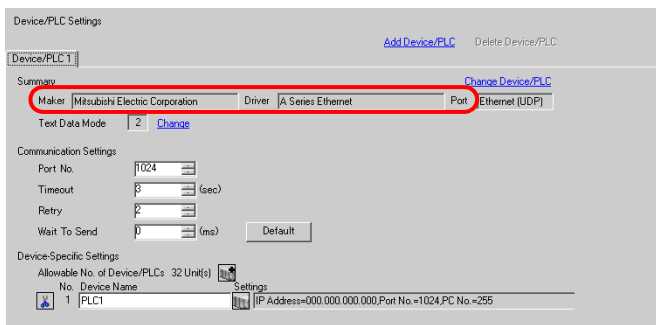 Device/PLC Settings
Add Device/PLC Delete Device/PLC
Device/PLC 1
Summary Change Device/PLC
Maker Mitsubishi Electric Corporation Driver A Series Ethernet Port Ethernet (UDP)
Text Data Mode 2 Change
Communication Settings
Port No. 1024
Timeout 3 (sec)
Retry 2
Wait To Send 0 (ms) Default
Device-Specific Settings
Allowable No. of Device/PLCs 32 Unit(s)
No. Device Name Settings
1 PLC1 IP Address=000.000.000.000,Port No.=1024,PC No.=255